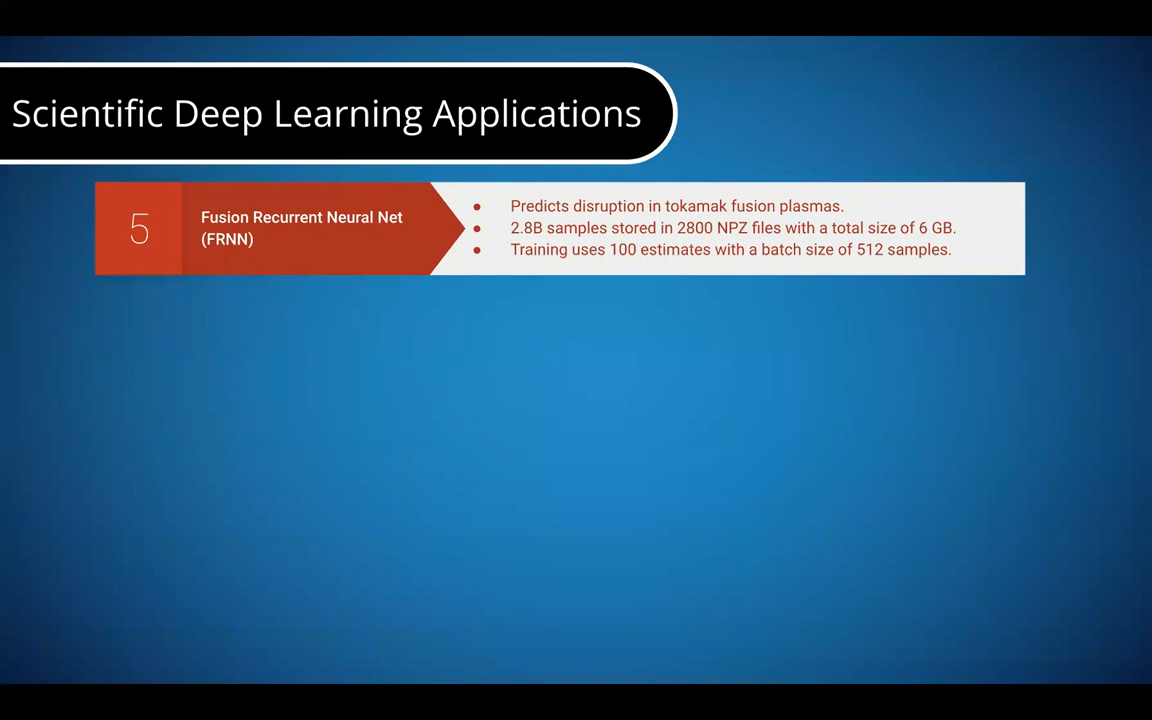 Scientific Deep Learning Applications
5
Fusion Recurrent Neural Net
(FRNN)
● Predicts disruption in tokamak fusion plasmas.
● 2.8B samples stored in 2800 NPZ files with a total size of 6 GB.
● Training uses 100 estimates with a batch size of 512 samples.